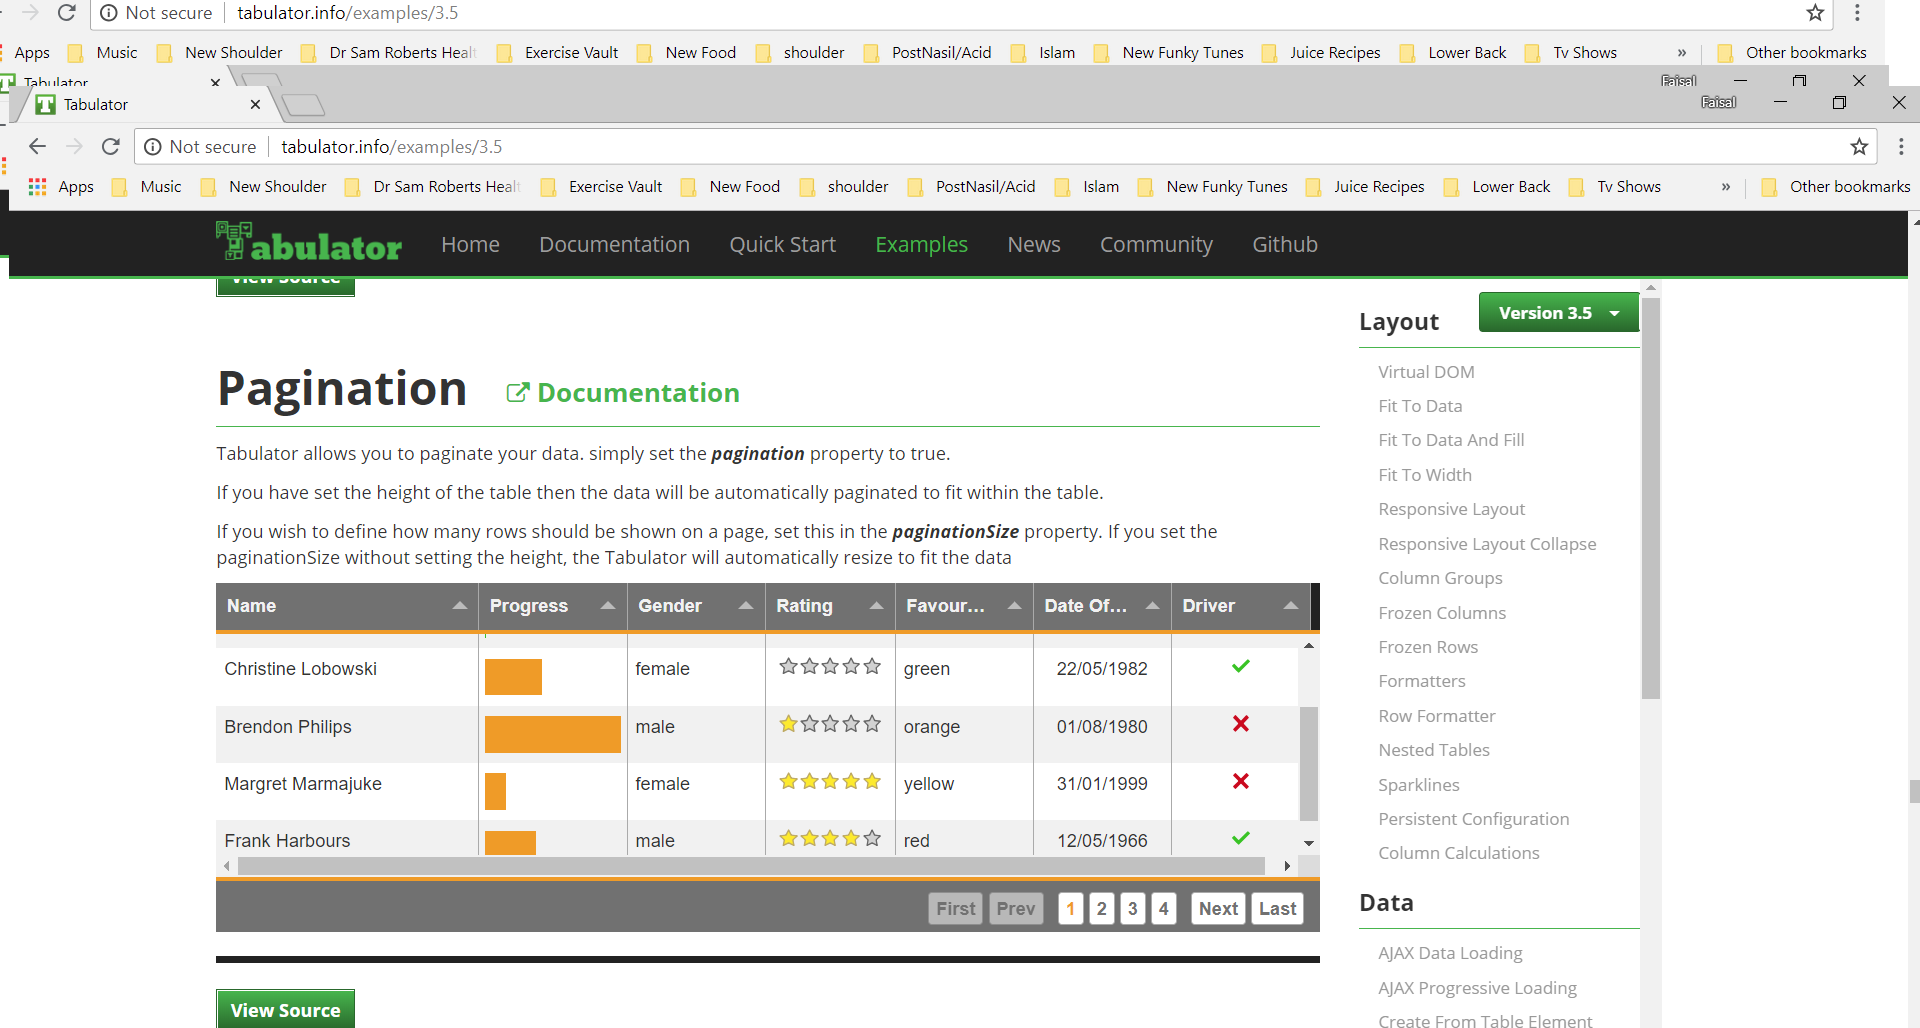 Not secure tabulator.info/examples/3.5
Apps Music New Shoulder Dr Sam Roberts Healt Exercise Vault New Food shoulder PostNasil/Acid Islam New Funky Tunes Juice Recipes Lower Back Tv Shows » Other bookmarks
Tabulator Faisal
Tabulator Faisal
Not secure tabulator.info/examples/3.5
Apps Music New Shoulder Dr Sam Roberts Healt Exercise Vault New Food shoulder PostNasil/Acid Islam New Funky Tunes Juice Recipes Lower Back Tv Shows » Other bookmarks
Tabulator Home Documentation Quick Start Examples News Community Github
View Source
Pagination Documentation
Tabulator allows you to paginate your data. simply set the pagination property to true.
If you have set the height of the table then the data will be automatically paginated to fit within the table.
If you wish to define how many rows should be shown on a page, set this in the paginationSize property. If you set the
paginationSize without setting the height, the Tabulator will automatically resize to fit the data
Name Progress Gender Rating Favour... Date Of... Driver
Christine Lobowski female green 22/05/1982
Brendon Philips male orange 01/08/1980
Margret Marmajuke female yellow 31/01/1999
Frank Harbours male red 12/05/1966
First Prev 1 2 3 4 Next Last
View Source
Version 3.5
Layout
Virtual DOM
Fit To Data
Fit To Data And Fill
Fit To Width
Responsive Layout
Responsive Layout Collapse
Column Groups
Frozen Columns
Frozen Rows
Formatters
Row Formatter
Nested Tables
Sparklines
Persistent Configuration
Column Calculations
Data
AJAX Data Loading
AJAX Progressive Loading
Create From Table Element